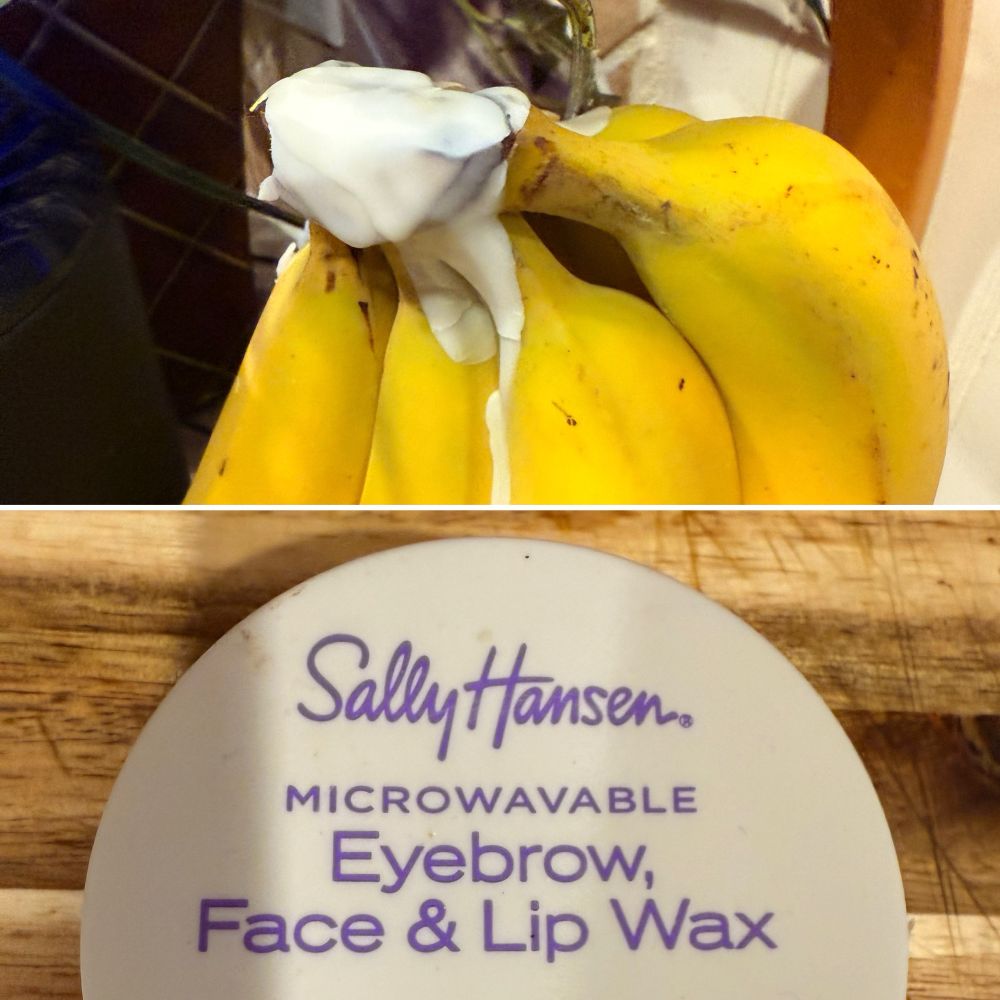 Sally Hansen®
MICROWAVABLE
Eyebrow,
Face & Lip Wax